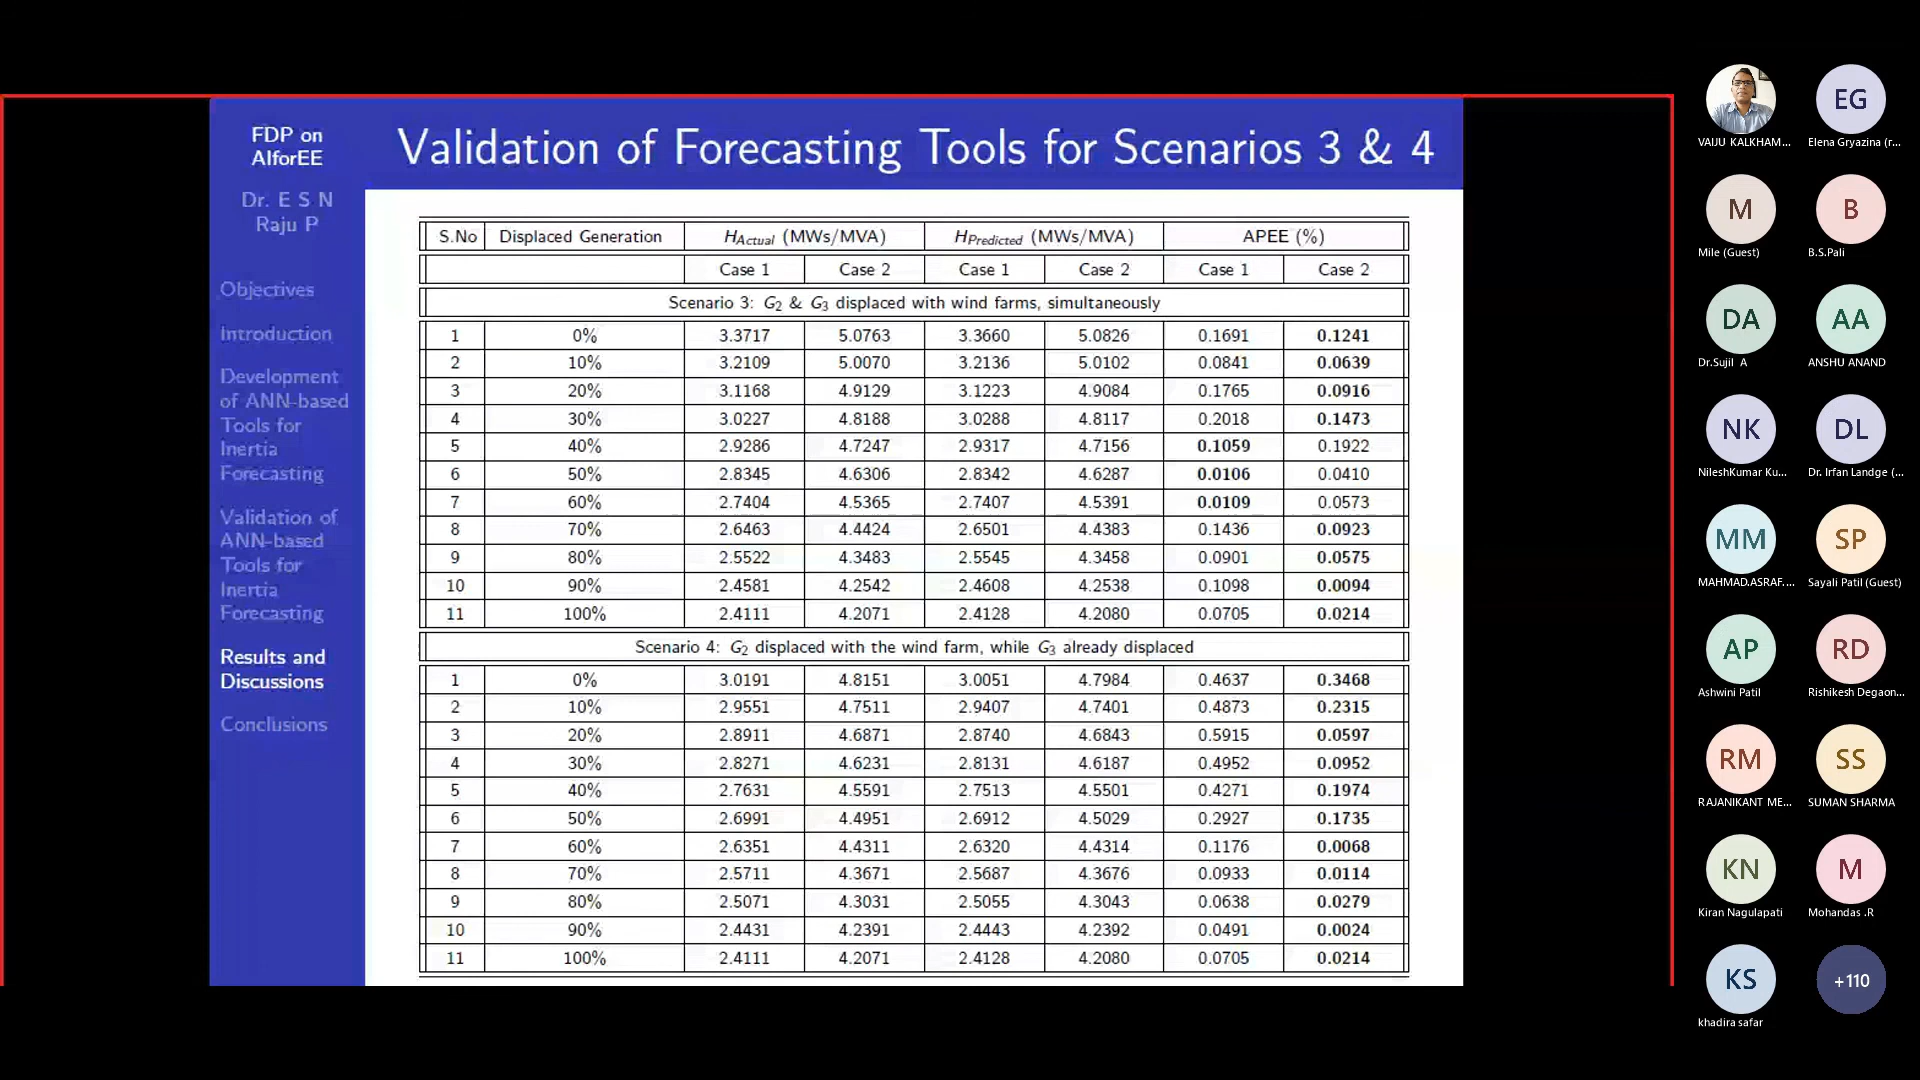 FDP on
AIforEE
Dr. E S N
Raju P
Objectives
Introduction
Development
of ANN-based
Tools for
Inertia
Forecasting
Validation of
ANN-based
Tools for
Inertia
Forecasting
Results and
Discussions
Conclusions
Validation of Forecasting Tools for Scenarios 3 & 4
S.No Displaced Generation H_Actual (MWs/MVA) H_Predicted (MWs/MVA) APEE (%)
Case 1 Case 2 Case 1 Case 2 Case 1 Case 2
Scenario 3: G2 & G3 displaced with wind farms, simultaneously
1 0% 3.3717 5.0763 3.3660 5.0826 0.1691 0.1241
2 10% 3.2109 5.0070 3.2136 5.0102 0.0841 0.0639
3 20% 3.1168 4.9129 3.1223 4.9084 0.1765 0.0916
4 30% 3.0227 4.8188 3.0288 4.8117 0.2018 0.1473
5 40% 2.9286 4.7247 2.9317 4.7156 0.1059 0.1922
6 50% 2.8345 4.6306 2.8342 4.6287 0.0106 0.0410
7 60% 2.7404 4.5365 2.7407 4.5391 0.0109 0.0573
8 70% 2.6463 4.4424 2.6501 4.4383 0.1436 0.0923
9 80% 2.5522 4.3483 2.5545 4.3458 0.0901 0.0575
10 90% 2.4581 4.2542 2.4608 4.2538 0.1098 0.0094
11 100% 2.4111 4.2071 2.4128 4.2080 0.0705 0.0214
Scenario 4: G2 displaced with the wind farm, while G3 already displaced
1 0% 3.0191 4.8151 3.0051 4.7984 0.4637 0.3468
2 10% 2.9551 4.7511 2.9407 4.7401 0.4873 0.2315
3 20% 2.8911 4.6871 2.8740 4.6843 0.5915 0.0597
4 30% 2.8271 4.6231 2.8131 4.6187 0.4952 0.0952
5 40% 2.7631 4.5591 2.7513 4.5501 0.4271 0.1974
6 50% 2.6991 4.4951 2.6912 4.5029 0.2927 0.1735
7 60% 2.6351 4.4311 2.6320 4.4314 0.1176 0.0068
8 70% 2.5711 4.3671 2.5687 4.3676 0.0933 0.0114
9 80% 2.5071 4.3031 2.5055 4.3043 0.0638 0.0279
10 90% 2.4431 4.2391 2.4443 4.2392 0.0491 0.0024
11 100% 2.4111 4.2071 2.4128 4.2080 0.0705 0.0214
EG
VAIJU KALKHAM... Elena Gryazina (r...
M B
Mile (Guest) B.S.Pali
DA AA
Dr.Sujil A ANSHU ANAND
NK DL
NileshKumar Ku... Dr. Irfan Landge (...
MM SP
MAHMAD.ASRAF.... Sayali Patil (Guest)
AP RD
Ashwini Patil Rishikesh Degaon...
RM SS
RAJANIKANT ME... SUMAN SHARMA
KN M
Kiran Nagulapati Mohandas .R
KS +110
khadira safar